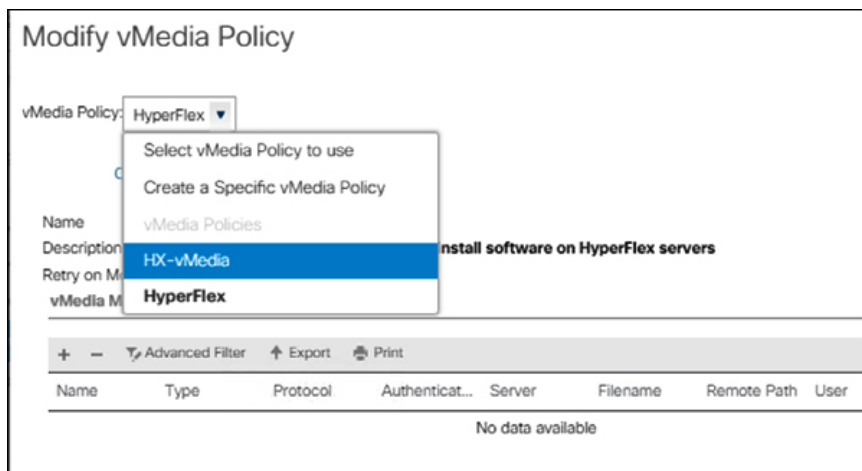 Modify vMedia Policy
vMedia Policy: HyperFlex
Select vMedia Policy to use
Create a Specific vMedia Policy
vMedia Policies
HX-vMedia
HyperFlex
Name
Description nstall software on HyperFlex servers
Retry on M
vMedia M
+ − Advanced Filter Export Print
Name Type Protocol Authenticat... Server Filename Remote Path User
No data available